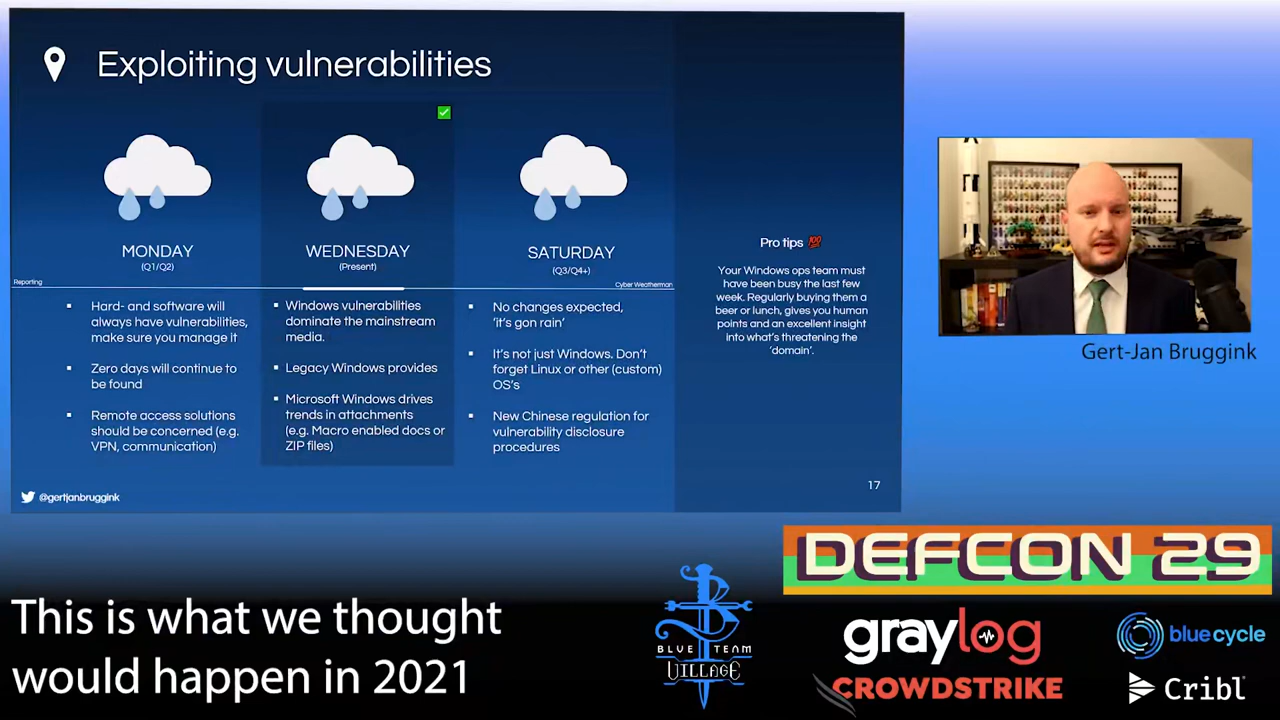 Exploiting vulnerabilities
MONDAY
(Q1/Q2)
WEDNESDAY
(Present)
SATURDAY
(Q3/Q4+)
Reporting
Cyber Weatherman
Hard- and software will
always have vulnerabilities,
make sure you manage it
Zero days will continue to
be found
Remote access solutions
should be concerned (e.g.
VPN, communication)
Windows vulnerabilities
dominate the mainstream
media.
Legacy Windows provides
Microsoft Windows drives
trends in attachments
(e.g. Macro enabled docs or
ZIP files)
No changes expected,
'it's gon rain'
It's not just Windows. Don't
forget Linux or other (custom)
OS's
New Chinese regulation for
vulnerability disclosure
procedures
Pro tips 💯
Your Windows ops team must
have been busy the last few
week. Regularly buying them a
beer or lunch, gives you human
points and an excellent insight
into what's threatening the
'domain'.
17
@gertjanbruggink
Gert-Jan Bruggink
This is what we thought
would happen in 2021
BLUE TEAM
VILLAGE
DEFCON 29
graylog
bluecycle
CROWDSTRIKE
Cribl